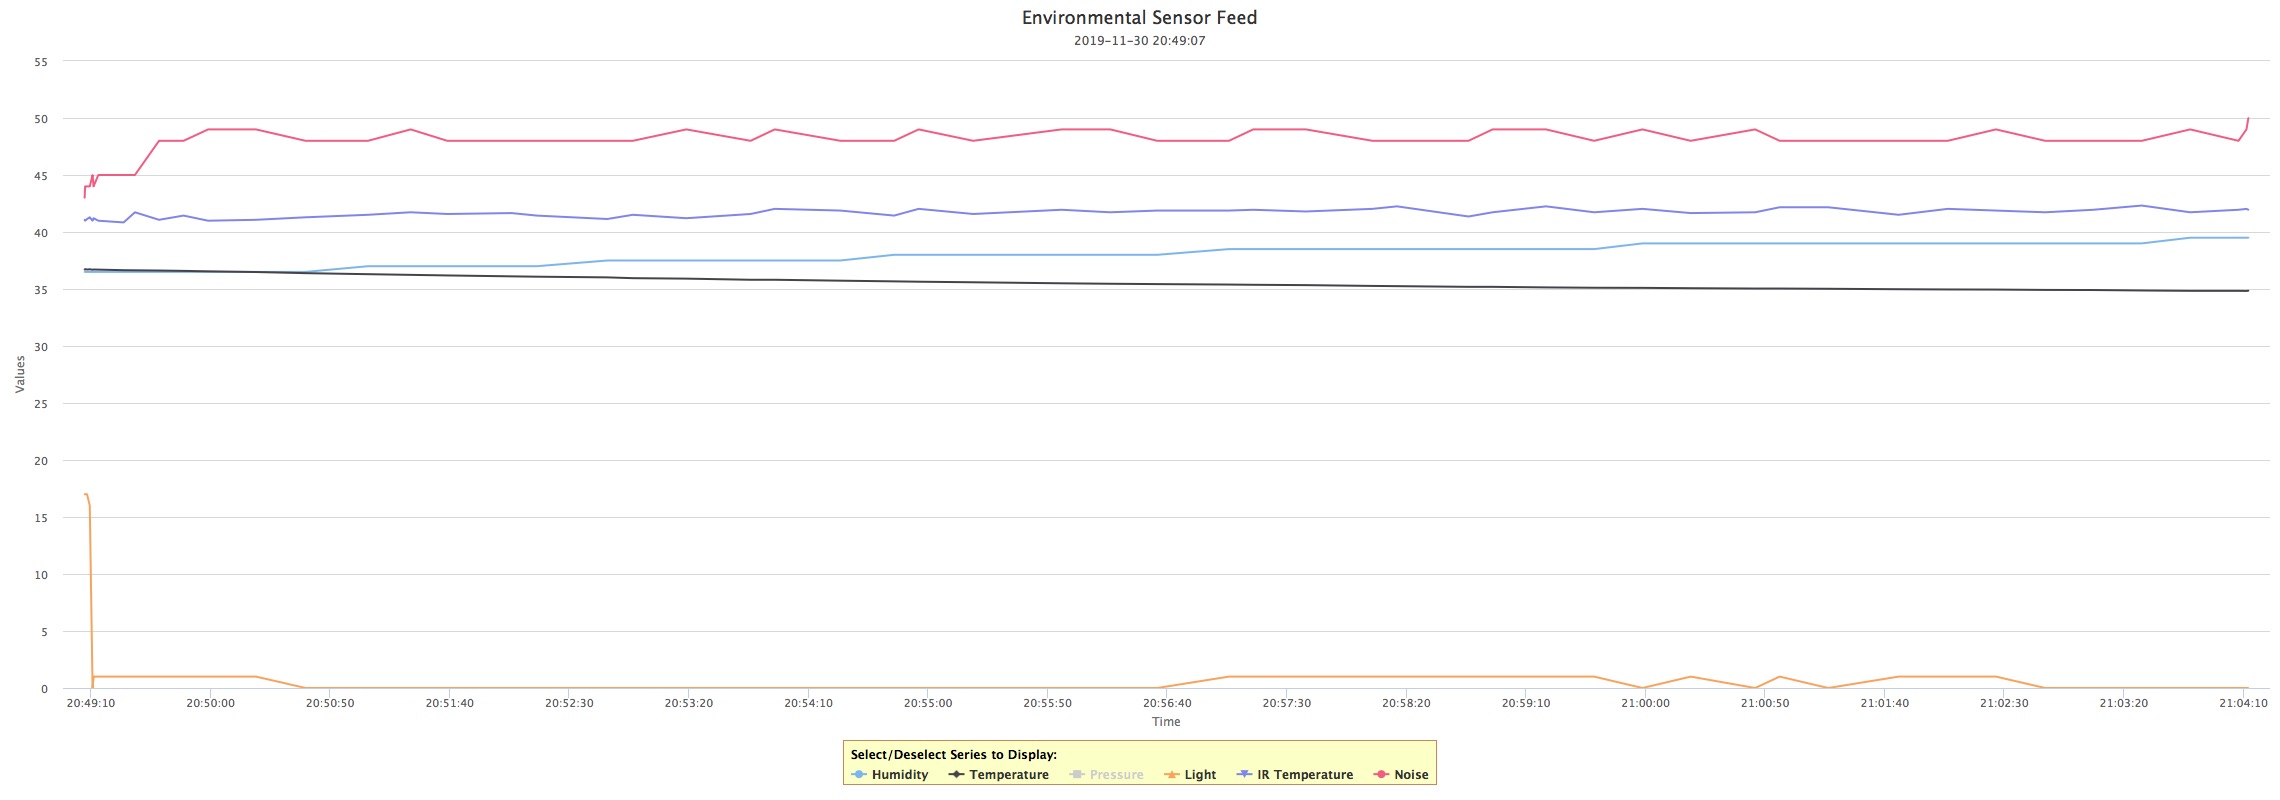 Environmental Sensor Feed
2019-11-30 20:49:07
55
50
45
40
35
30
25
20
15
10
5
0
Values
20:49:10 20:50:00 20:50:50 20:51:40 20:52:30 20:53:20 20:54:10 20:55:00 20:55:50 20:56:40 20:57:30 20:58:20 20:59:10 21:00:00 21:00:50 21:01:40 21:02:30 21:03:20 21:04:10
Time
Select/Deselect Series to Display:
Humidity Temperature Pressure Light IR Temperature Noise